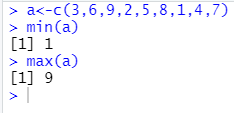 > a<-c(3,6,9,2,5,8,1,4,7)
> min(a)
[1] 1
> max(a)
[1] 9
>